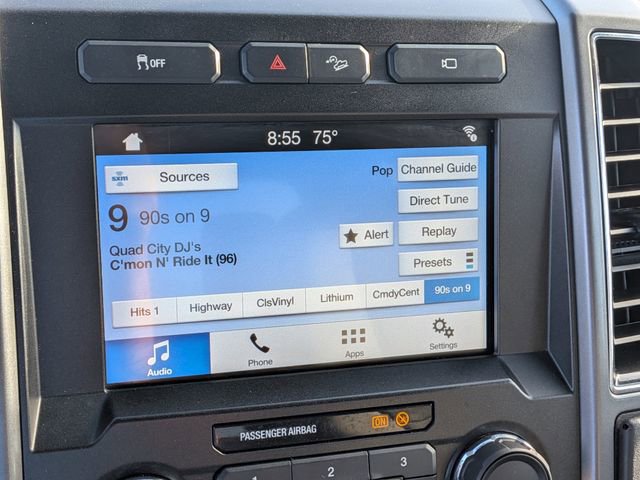 OFF
8:55 75°
sxm Sources
Pop Channel Guide
Direct Tune
9 90s on 9
Alert Replay
Quad City DJ's
C'mon N' Ride It (96)
Presets
Hits 1 Highway ClsVinyl Lithium CmdyCent 90s on 9
Audio Phone Apps Settings
PASSENGER AIRBAG ON
1 2 3